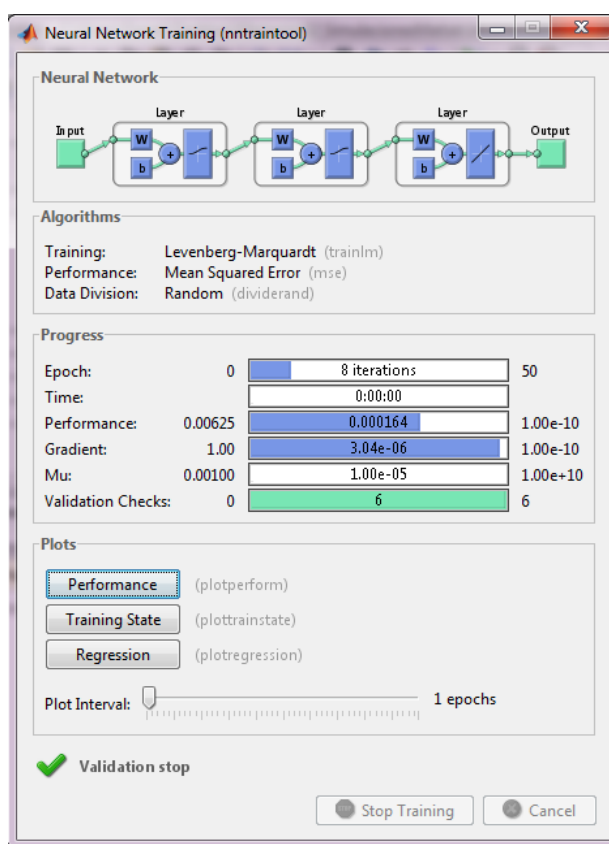 Neural Network Training (nntraintool)
Neural Network
Layer Layer Layer
Input W b + W b + W b + Output
Algorithms
Training: Levenberg-Marquardt (trainlm)
Performance: Mean Squared Error (mse)
Data Division: Random (dividerand)
Progress
Epoch: 0 8 iterations 50
Time: 0:00:00
Performance: 0.00625 0.000164 1.00e-10
Gradient: 1.00 3.04e-06 1.00e-10
Mu: 0.00100 1.00e-05 1.00e+10
Validation Checks: 0 6 6
Plots
Performance (plotperform)
Training State (plottrainstate)
Regression (plotregression)
Plot Interval: 1 epochs
Validation stop
Stop Training Cancel